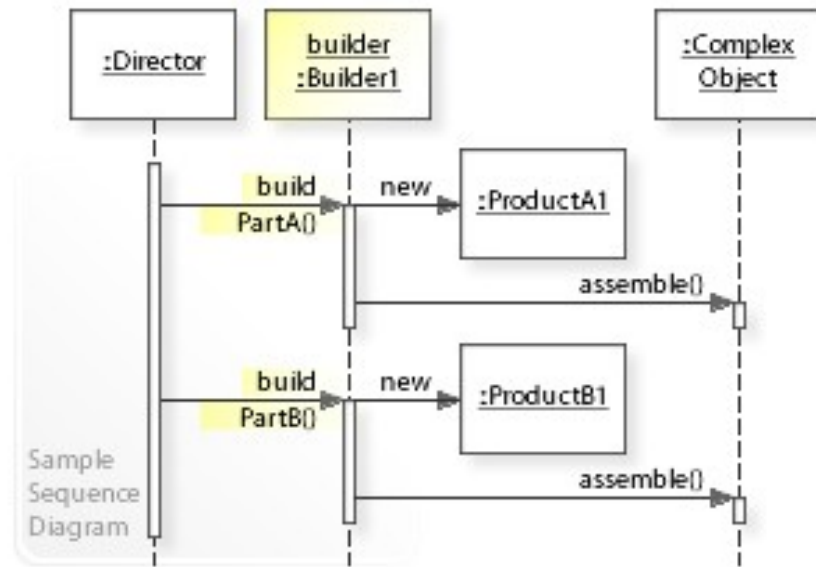 :Director
builder
:Builder1
:Complex
Object
build
PartA()
new
:ProductA1
assemble()
build
PartB()
new
:ProductB1
assemble()
Sample
Sequence
Diagram